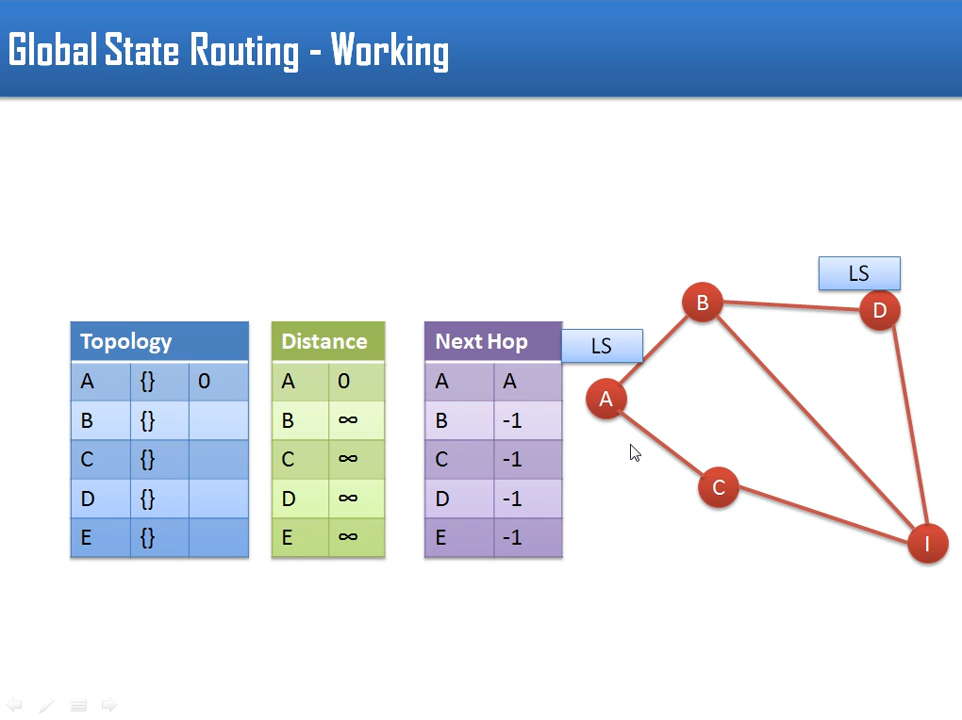 Global State Routing - Working
Topology
A {} 0
B {}
C {}
D {}
E {}
Distance
A 0
B ∞
C ∞
D ∞
E ∞
Next Hop
A A
B -1
C -1
D -1
E -1
LS
LS
B
D
A
C
I